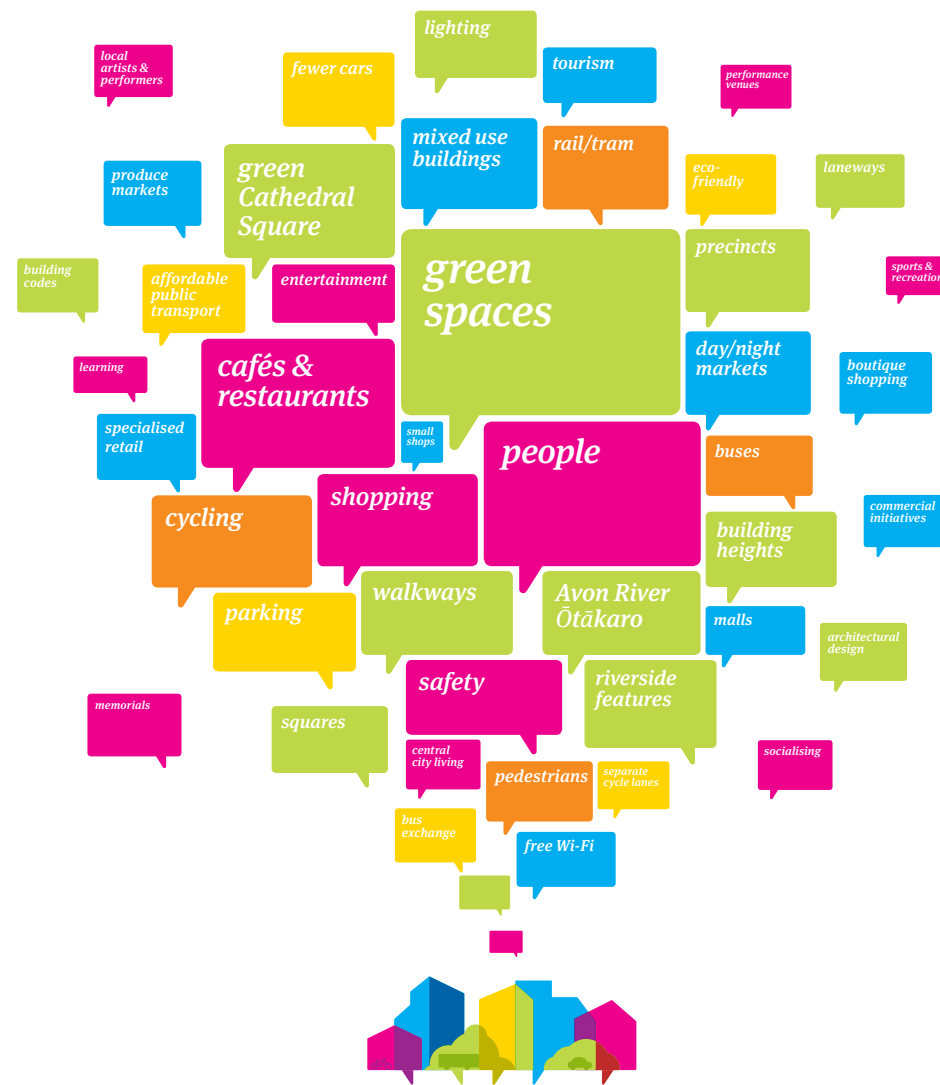 lighting
local
artists &
performers
fewer cars
tourism
performance
venues
mixed use
buildings
rail/tram
green
Cathedral
Square
produce
markets
eco-
friendly
laneways
precincts
green
spaces
building
codes
affordable
public
transport
entertainment
sports &
recreation
learning
cafés &
restaurants
day/night
markets
boutique
shopping
specialised
retail
small
shops
people
buses
cycling
shopping
commercial
initiatives
building
heights
parking
walkways
Avon River
Ōtākaro
malls
architectural
design
safety
riverside
features
memorials
squares
central
city living
pedestrians
separate
cycle lanes
socialising
bus
exchange
free Wi-Fi